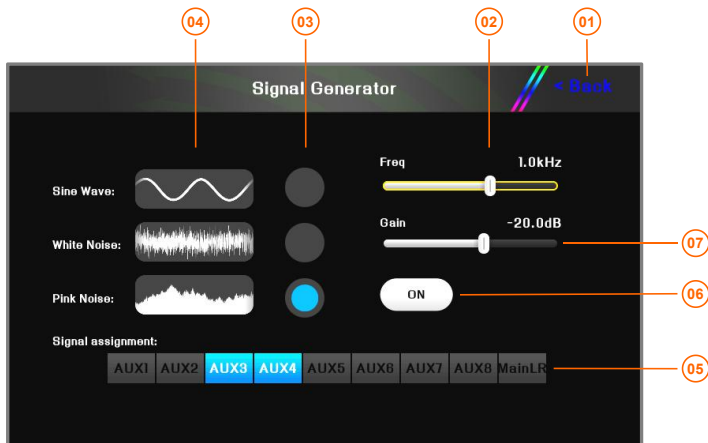 04 03 02 01
Signal Generator
< Back
Freq 1.0kHz
Sine Wave:
Gain -20.0dB
White Noise:
07
Pink Noise:
ON
06
Signal assignment:
AUX1 AUX2 AUX3 AUX4 AUX5 AUX6 AUX7 AUX8 MainLR
05